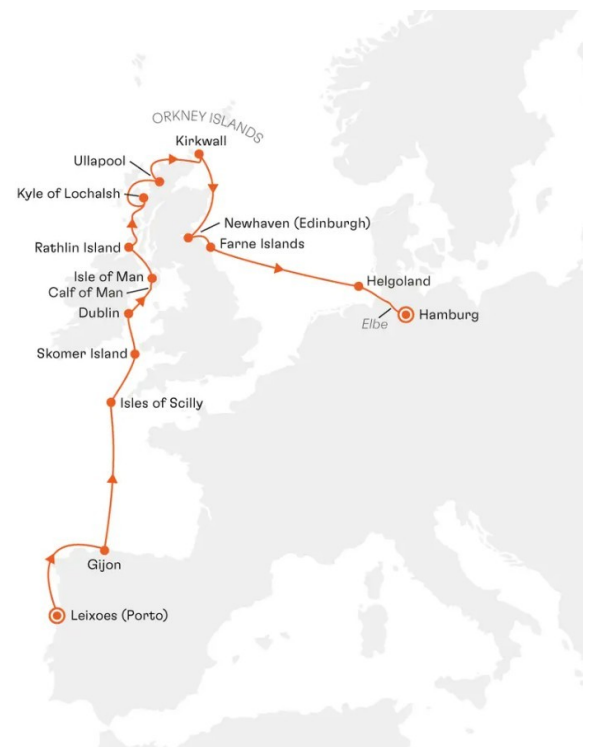 ORKNEY ISLANDS
Kirkwall
Ullapool
Kyle of Lochalsh
Newhaven (Edinburgh)
Rathlin Island
Farne Islands
Isle of Man
Calf of Man
Helgoland
Dublin
Elbe
Hamburg
Skomer Island
Isles of Scilly
Gijon
Leixoes (Porto)